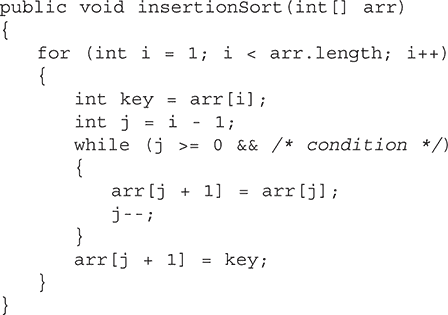 public void insertionSort(int[] arr)
{
    for (int i = 1; i < arr.length; i++)
    {
        int key = arr[i];
        int j = i - 1;
        while (j >= 0 && /* condition */)
        {
            arr[j + 1] = arr[j];
            j--;
        }
        arr[j + 1] = key;
    }
}